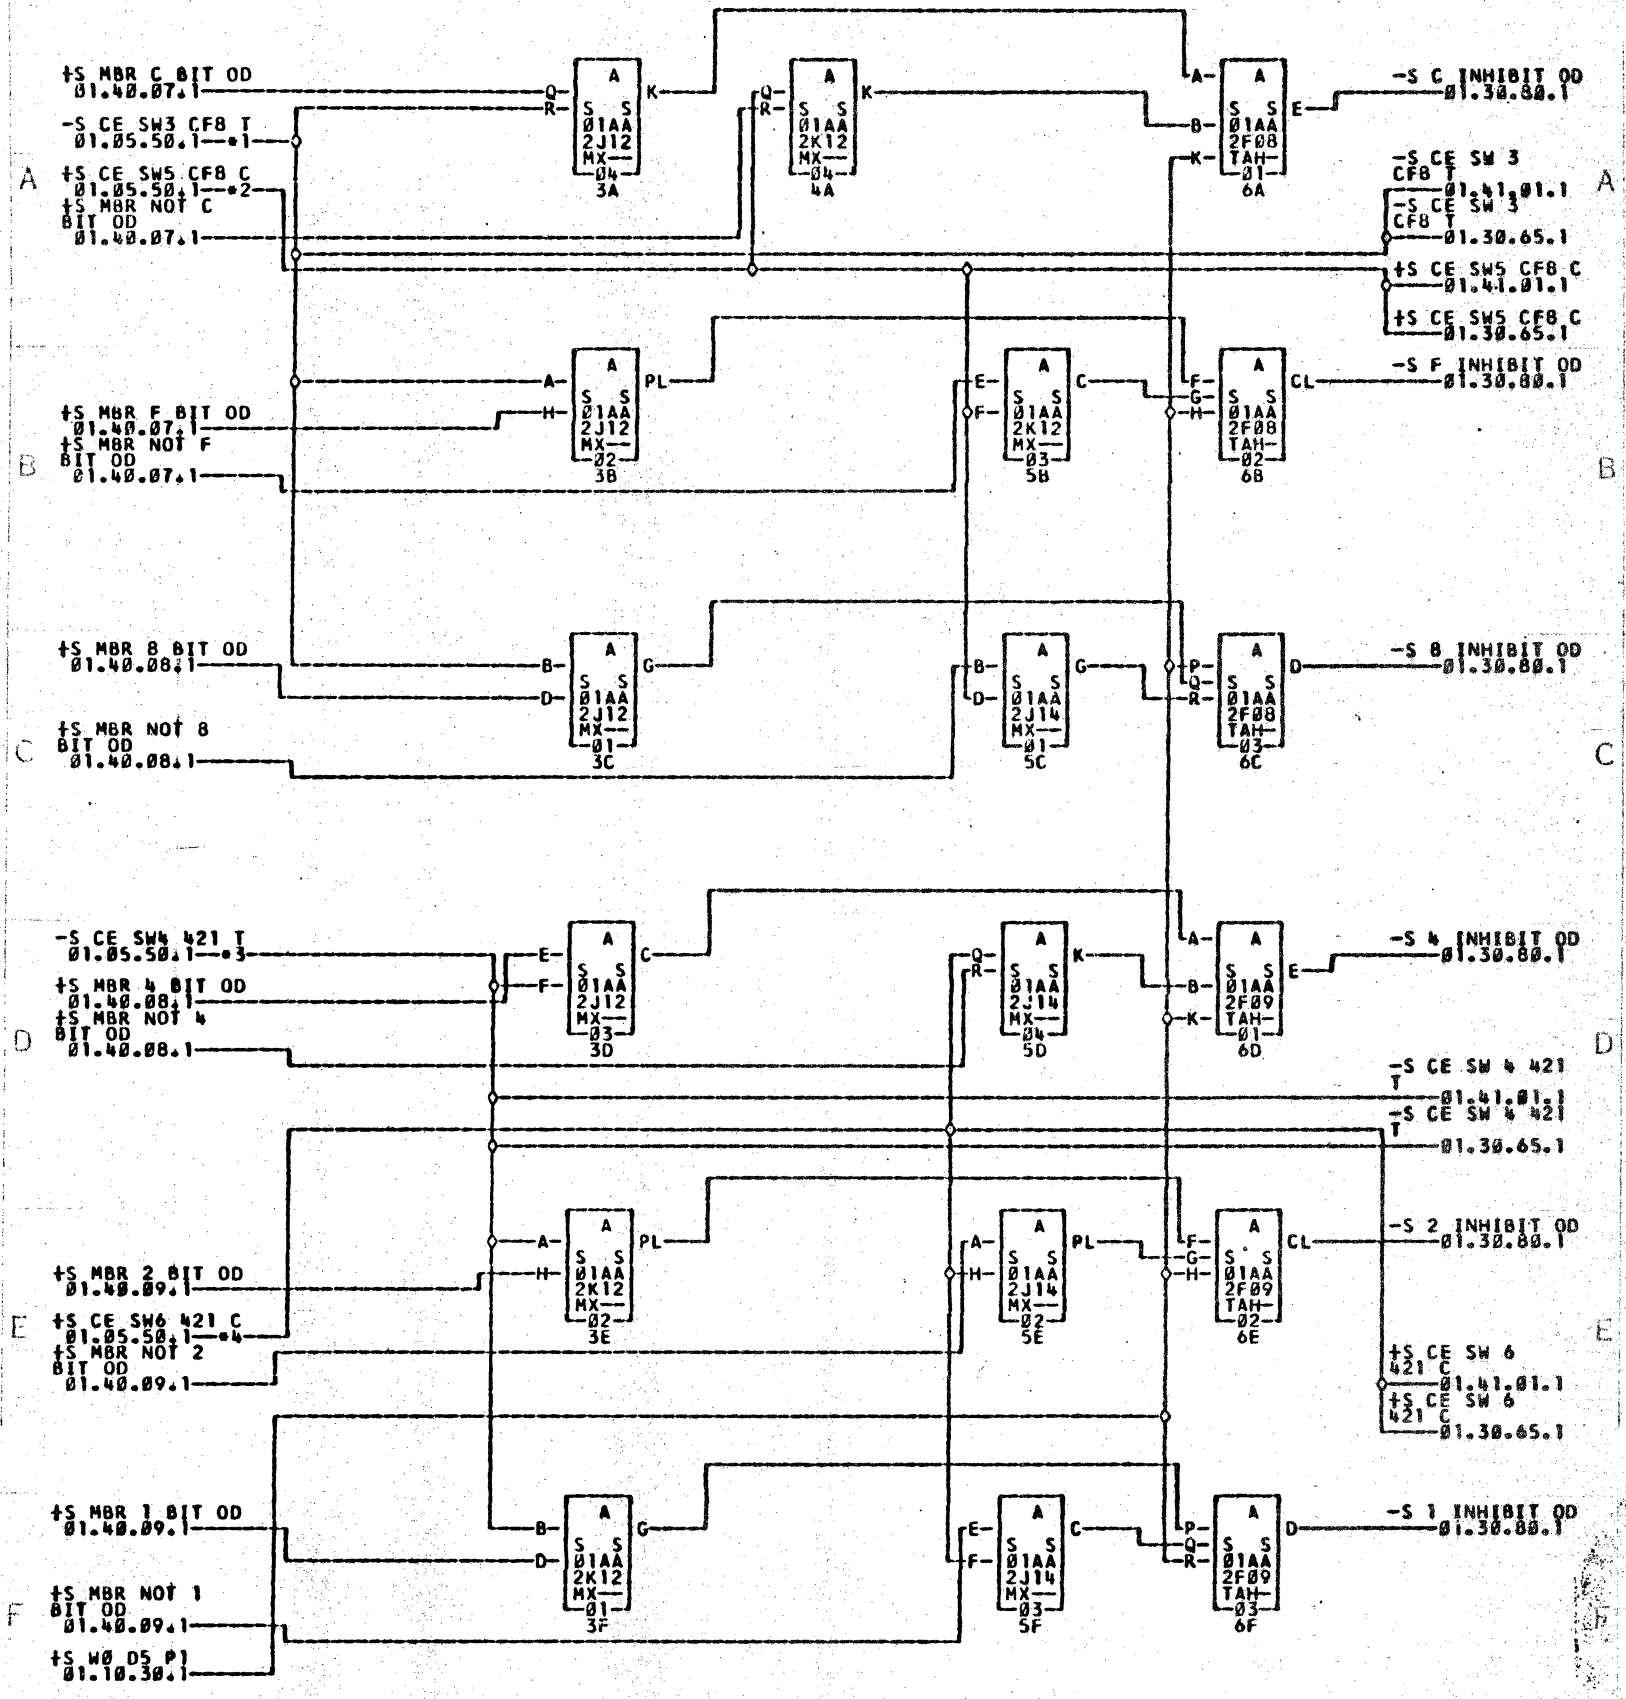 +S MBR C BIT OD
01.40.07.1
-S CE SW3 CF8 T
01.05.50.1--*1
+S CE SW5 CF8 C
01.05.50.1--*2
+S MBR NOT C
BIT OD
01.40.07.1
Q
R
A
K
S S
01AA
2J12
MX--
04
3A
Q
R
A
K
S S
01AA
2K12
MX--
04
4A
A
B
K
A
E
S S
01AA
2F08
TAH-
01
6A
-S C INHIBIT OD
01.30.80.1
-S CE SW 3
CF8 T
01.41.01.1
-S CE SW 3
CF8 T
01.30.65.1
+S CE SW5 CF8 C
01.41.01.1
+S CE SW5 CF8 C
01.30.65.1
A
A
+S MBR F BIT OD
01.40.07.1
+S MBR NOT F
BIT OD
01.40.07.1
A
H
A
PL
S S
01AA
2J12
MX--
02
3B
E
F
A
C
S S
01AA
2K12
MX--
03
5B
F
G
H
A
CL
S S
01AA
2F08
TAH-
02
6B
-S F INHIBIT OD
01.30.80.1
B
B
+S MBR 8 BIT OD
01.40.08.1
+S MBR NOT 8
BIT OD
01.40.08.1
B
D
A
G
S S
01AA
2J12
MX--
01
3C
B
D
A
G
S S
01AA
2J14
MX--
01
5C
P
Q
R
A
D
S S
01AA
2F08
TAH-
03
6C
-S 8 INHIBIT OD
01.30.80.1
C
C
-S CE SW4 421 T
01.05.50.1--*3
+S MBR 4 BIT OD
01.40.08.1
+S MBR NOT 4
BIT OD
01.40.08.1
E
F
A
C
S S
01AA
2J12
MX--
03
3D
Q
R
A
K
S S
01AA
2J14
MX--
04
5D
A
B
K
A
E
S S
01AA
2F09
TAH-
01
6D
-S 4 INHIBIT OD
01.30.80.1
-S CE SW 4 421
T
01.41.01.1
-S CE SW 4 421
T
01.30.65.1
D
D
+S MBR 2 BIT OD
01.40.09.1
+S CE SW6 421 C
01.05.50.1--*4
+S MBR NOT 2
BIT OD
01.40.09.1
A
H
A
PL
S S
01AA
2K12
MX--
02
3E
A
H
A
PL
S S
01AA
2J14
MX--
02
5E
F
G
H
A
CL
S S
01AA
2F09
TAH-
02
6E
-S 2 INHIBIT OD
01.30.80.1
+S CE SW 6
421 C
01.41.01.1
+S CE SW 6
421 C
01.30.65.1
E
E
+S MBR 1 BIT OD
01.40.09.1
+S MBR NOT 1
BIT OD
01.40.09.1
+S W0 D5 P1
01.10.30.1
B
D
A
G
S S
01AA
2K12
MX--
01
3F
E
F
A
C
S S
01AA
2J14
MX--
03
5F
P
Q
R
A
D
S S
01AA
2F09
TAH-
03
6F
-S 1 INHIBIT OD
01.30.80.1
F
F